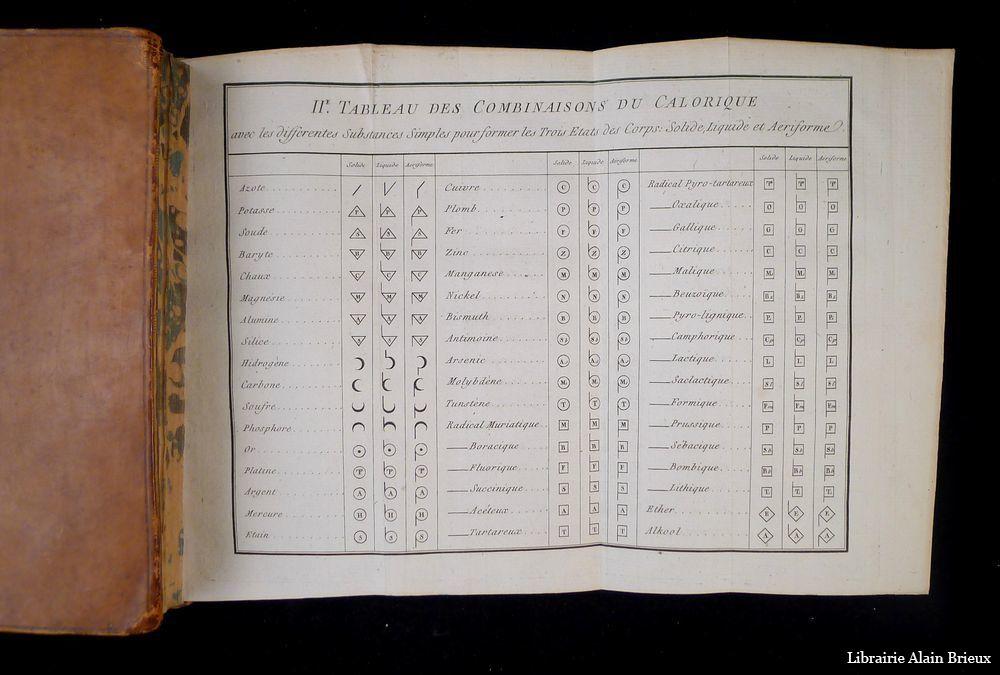 IIe. TABLEAU DES COMBINAISONS DU CALORIQUE
avec les différentes Substances Simples pour former les Trois Etats des Corps: Solide, Liquide et Aeriforme.
Solide Liquide Aeriforme
Azote
Potasse P P P
Soude S S S
Baryte B B B
Chaux C C C
Magnesie M M M
Alumine A A A
Silice S S S
Hidrogène
Carbone
Soufre
Phosphore
Or
Platine
Argent A A A
Mercure H H H
Etain S S S
Solide Liquide Aeriforme
Cuivre C C C
Plomb P P P
Fer F F F
Zinc Z Z Z
Manganese M M M
Nickel N N N
Bismuth B B B
Antimoine
Arsenic
Molybdène
Tunstène T T T
Radical Muriatique M M M
Boracique B B B
Fluorique F F F
Succinique S S S
Acéteux A A A
Tartareux T T T
Solide Liquide Aeriforme
Radical Pyro-tartareux
Oxalique O O O
Gallique G G G
Citrique C C C
Malique
Benzoïque
Pyro-lignique
Camphorique
Lactique L L L
Saclactique
Formique
Prussique P P P
Sébacique
Bombique
Lithique
Ether E E E
Alkool A A A
Librairie Alain Brieux